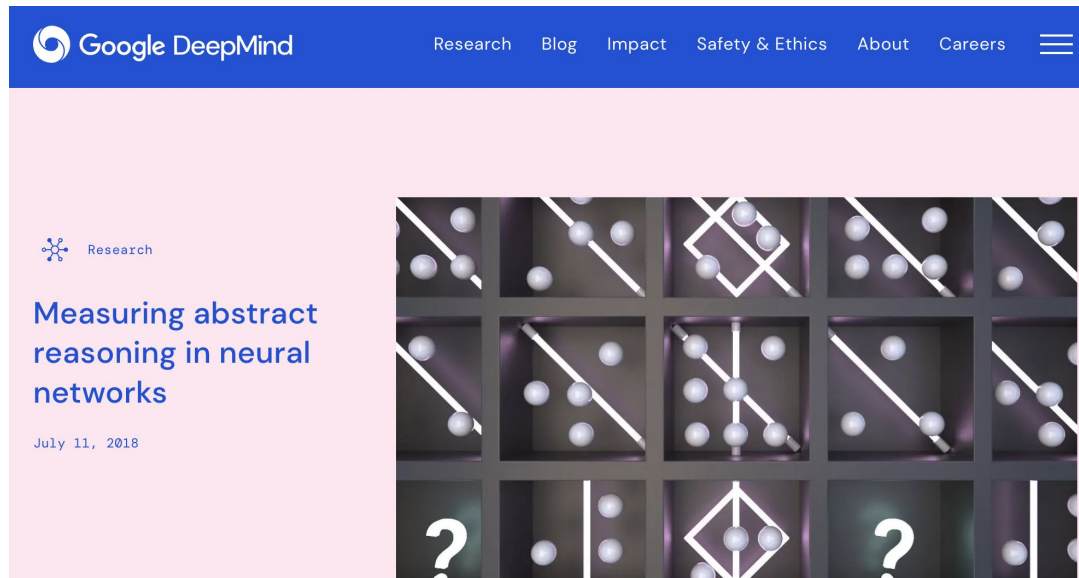 Google DeepMind
Research Blog Impact Safety & Ethics About Careers
Research
Measuring abstract
reasoning in neural
networks
July 11, 2018
? ?